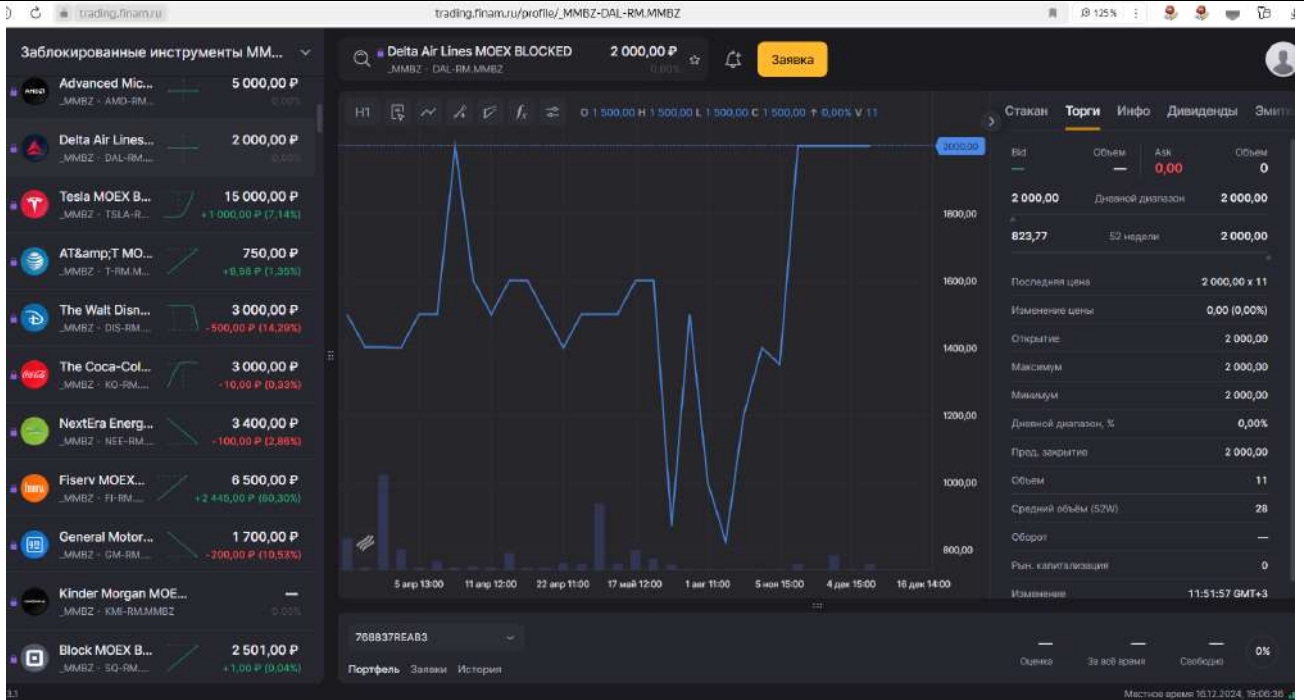 trading.finam.ru
trading.finam.ru/profile/_MMBZ-DAL-RM.MMBZ
125%
Заблокированные инструменты ММ...
Advanced Mic... 5 000,00 ₽
_MMBZ · AMD-RM... 0,00%
Delta Air Lines... 2 000,00 ₽
_MMBZ · DAL-RM.... 0,00%
Tesla MOEX B... 15 000,00 ₽
_MMBZ · TSLA-R... +1 000,00 ₽ (7,14%)
AT&amp;T MO... 750,00 ₽
_MMBZ · T-RM.M... +9,98 ₽ (1,35%)
The Walt Disn... 3 000,00 ₽
_MMBZ · DIS-RM.... -500,00 ₽ (14,29%)
The Coca-Col... 3 000,00 ₽
_MMBZ · KO-RM.... -10,00 ₽ (0,33%)
NextEra Energ... 3 400,00 ₽
_MMBZ · NEE-RM.... -100,00 ₽ (2,86%)
Fiserv MOEX... 6 500,00 ₽
_MMBZ · FI-RM.... +2 445,00 ₽ (60,30%)
General Motor... 1 700,00 ₽
_MMBZ · GM-RM.... -200,00 ₽ (10,53%)
Kinder Morgan MOE... —
_MMBZ · KMI-RM.MMBZ 0,00%
Block MOEX B... 2 501,00 ₽
_MMBZ · SQ-RM.... +1,00 ₽ (0,04%)
Delta Air Lines MOEX BLOCKED 2 000,00 ₽
_MMBZ · DAL-RM.MMBZ 0,00%
Заявка
H1 O 1 500,00 H 1 500,00 L 1 500,00 C 1 500,00 0,00% V 11
2000,00
1800,00
1600,00
1400,00
1200,00
1000,00
800,00
5 апр 13:00 11 апр 12:00 22 апр 11:00 17 май 12:00 1 авг 11:00 5 ноя 15:00 4 дек 15:00 16 дек 14:00
Стакан Торги Инфо Дивиденды Эмит
Bid Объем Ask Объем
— — 0,00 0
2 000,00 Дневной диапазон 2 000,00
823,77 52 недели 2 000,00
Последняя цена 2 000,00 x 11
Изменение цены 0,00 (0,00%)
Открытие 2 000,00
Максимум 2 000,00
Минимум 2 000,00
Дневной диапазон, % 0,00%
Пред. закрытие 2 000,00
Объем 11
Средний объём (52W) 28
Оборот —
Рын. капитализация 0
Изменение 11:51:57 GMT+3
768837REAB3
Портфель Заявки История
— — —
Оценка За всё время Свободно 0%
3.1 Местное время 16.12.2024, 19:06:36